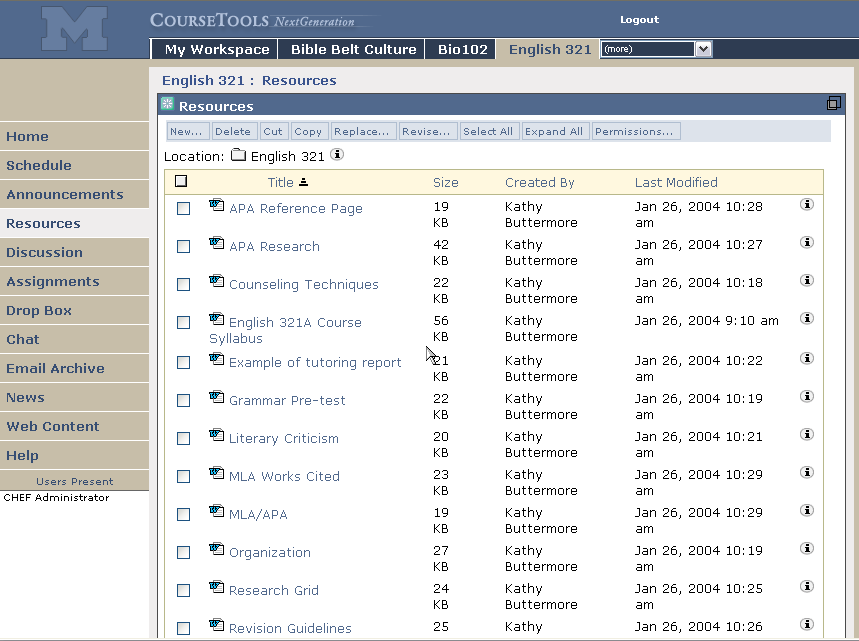 M
COURSETOOLS NextGeneration
Logout
My Workspace Bible Belt Culture Bio102 English 321 (more)
English 321 : Resources
Resources
New... Delete Cut Copy Replace... Revise... Select All Expand All Permissions...
Location: English 321
Home
Schedule
Announcements
Resources
Discussion
Assignments
Drop Box
Chat
Email Archive
News
Web Content
Help
Users Present
CHEF Administrator
Title Size Created By Last Modified
APA Reference Page 19 Kathy Jan 26, 2004 10:28
KB Buttermore am
APA Research 42 Kathy Jan 26, 2004 10:27
KB Buttermore am
Counseling Techniques 22 Kathy Jan 26, 2004 10:18
KB Buttermore am
English 321A Course 56 Kathy Jan 26, 2004 9:10 am
Syllabus KB Buttermore
Example of tutoring report 21 Kathy Jan 26, 2004 10:22
KB Buttermore am
Grammar Pre-test 22 Kathy Jan 26, 2004 10:19
KB Buttermore am
Literary Criticism 20 Kathy Jan 26, 2004 10:21
KB Buttermore am
MLA Works Cited 23 Kathy Jan 26, 2004 10:29
KB Buttermore am
MLA/APA 19 Kathy Jan 26, 2004 10:29
KB Buttermore am
Organization 27 Kathy Jan 26, 2004 10:19
KB Buttermore am
Research Grid 24 Kathy Jan 26, 2004 10:25
KB Buttermore am
Revision Guidelines 25 Kathy Jan 26, 2004 10:26